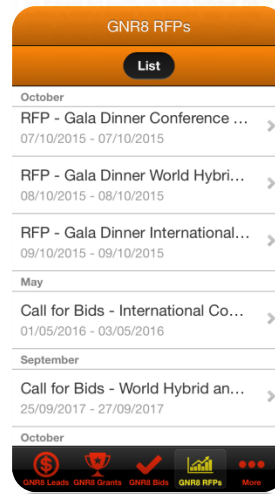 GNR8 RFPs
List
October
RFP - Gala Dinner Conference ...
07/10/2015 - 07/10/2015
RFP - Gala Dinner World Hybri...
08/10/2015 - 08/10/2015
RFP - Gala Dinner International...
09/10/2015 - 09/10/2015
May
Call for Bids - International Co...
01/05/2016 - 03/05/2016
September
Call for Bids - World Hybrid an...
25/09/2017 - 27/09/2017
October
GNR8 Leads GNR8 Grants GNR8 Bids GNR8 RFPs More